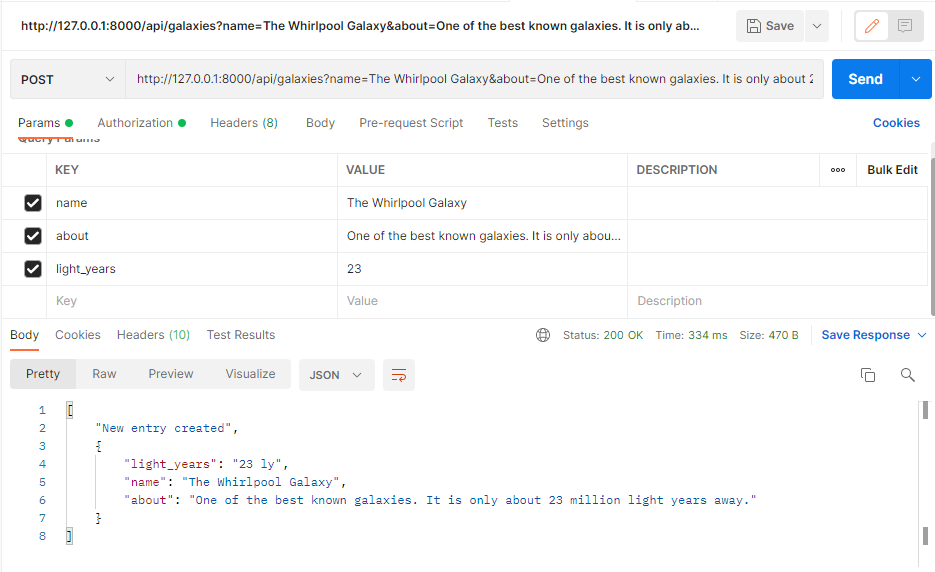 http://127.0.0.1:8000/api/galaxies?name=The Whirlpool Galaxy&about=One of the best known galaxies. It is only ab...
Save
POST
http://127.0.0.1:8000/api/galaxies?name=The Whirlpool Galaxy&about=One of the best known galaxies. It is only about 2
Send
Params Authorization Headers (8) Body Pre-request Script Tests Settings Cookies
Query Params
KEY VALUE DESCRIPTION Bulk Edit
name The Whirlpool Galaxy
about One of the best known galaxies. It is only abou...
light_years 23
Key Value Description
Body Cookies Headers (10) Test Results Status: 200 OK Time: 334 ms Size: 470 B Save Response
Pretty Raw Preview Visualize JSON
1 [
2 "New entry created",
3 {
4 "light_years": "23 ly",
5 "name": "The Whirlpool Galaxy",
6 "about": "One of the best known galaxies. It is only about 23 million light years away."
7 }
8 ]